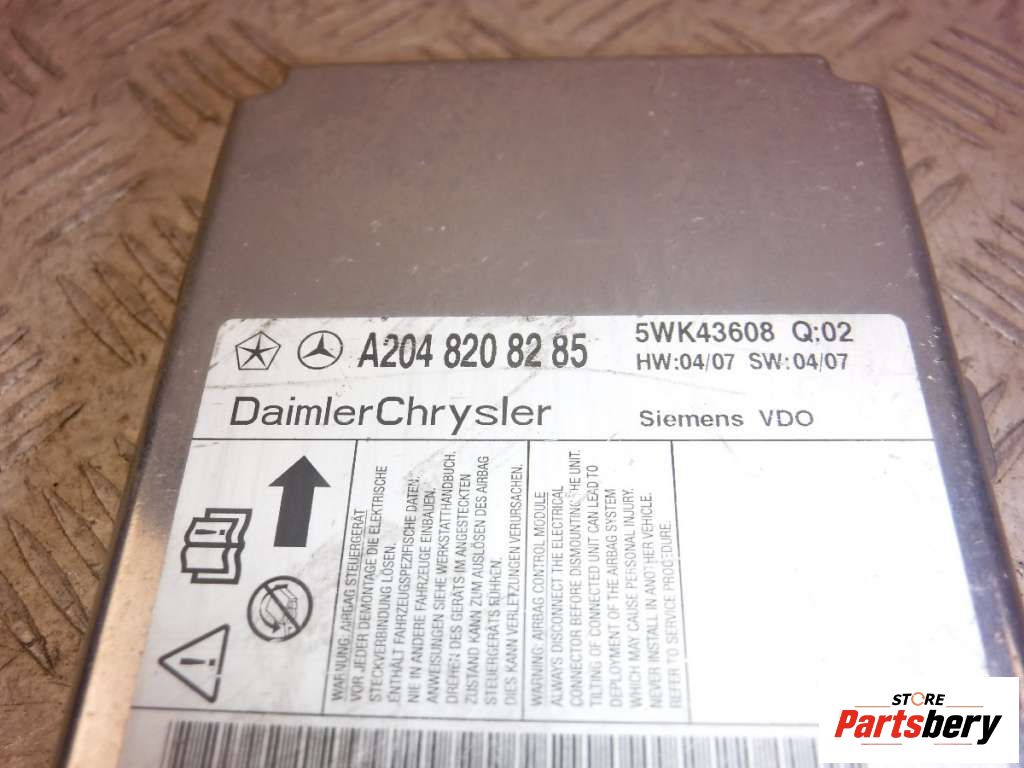 A204 820 82 85
5WK43608 Q:02
HW:04/07 SW:04/07
DaimlerChrysler
Siemens VDO
WARNUNG: AIRBAG STEUERGERÄT
VOR JEDER DEMONTAGE DIE ELEKTRISCHE
STECKVERBINDUNG LÖSEN.
ENTHÄLT FAHRZEUGSPEZIFISCHE DATEN.
NIE IN ANDERE FAHRZEUGE EINBAUEN.
ANWEISUNGEN SIEHE WERKSTATTHANDBUCH.
DREHEN DES GERÄTS IM ANGESTECKTEN
ZUSTAND KANN ZUM AUSLÖSEN DES AIRBAG
STEUERGERÄTS FÜHREN.
DIES KANN VERLETZUNGEN VERURSACHEN.
WARNING: AIRBAG CONTROL MODULE
ALWAYS DISCONNECT THE ELECTRICAL
CONNECTOR BEFORE DISMOUNTING THE UNIT.
TILTING OF CONNECTED UNIT CAN LEAD TO
DEPLOYMENT OF THE AIRBAG SYSTEM
WHICH MAY CAUSE PERSONAL INJURY.
NEVER INSTALL IN ANOTHER VEHICLE.
REFER TO SERVICE PROCEDURE.
STORE
Partsbery